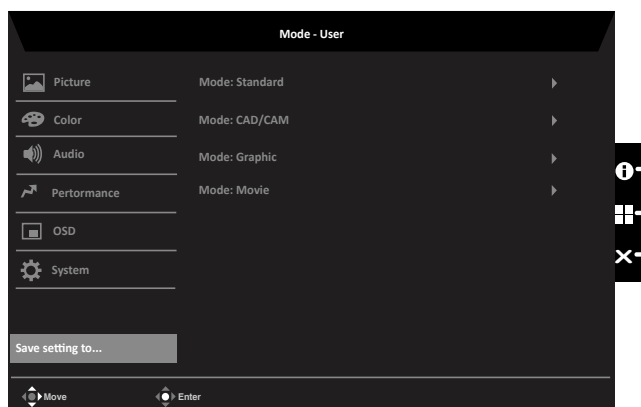 Mode - User
Picture
Mode: Standard
Color
Mode: CAD/CAM
Audio
Mode: Graphic
Pertormance
Mode: Movie
OSD
System
Save setting to...
Move
Enter